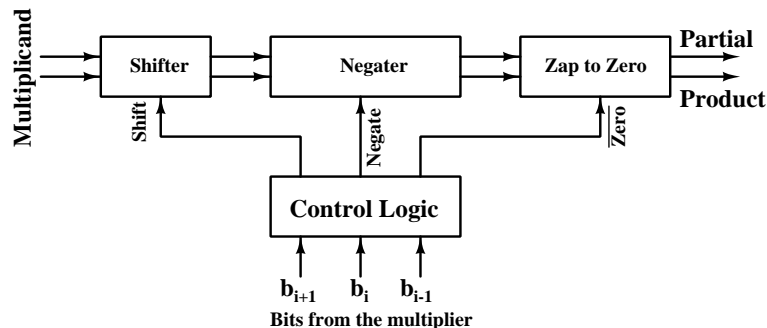 Multiplicand
Shifter
Negater
Zap to Zero
Partial
Product
Shift
Negate
Zero
Control Logic
b_{i+1} b_i b_{i-1}
Bits from the multiplier